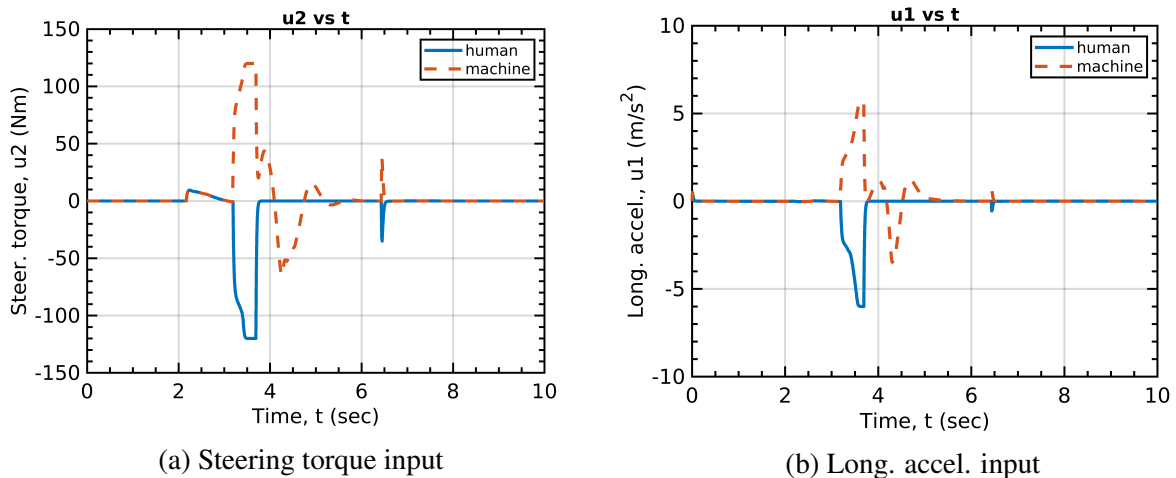 u2 vs t
150
100
50
0
-50
-100
-150
Steer. torque, u2 (Nm)
human
machine
0 2 4 6 8 10
Time, t (sec)
(a) Steering torque input
u1 vs t
10
5
0
-5
-10
Long. accel., u1 (m/s²)
human
machine
0 2 4 6 8 10
Time, t (sec)
(b) Long. accel. input